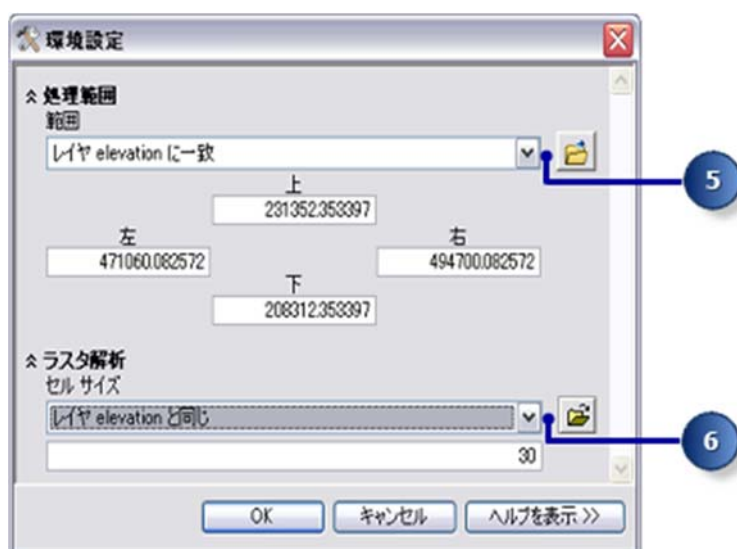 環境設定
処理範囲
範囲
レイヤ elevation に一致
5
上
231352.353397
左
右
471060.082572
494700.082572
下
208312.353397
ラスタ解析
セル サイズ
レイヤ elevation と同じ
6
30
OK
キャンセル
ヘルプを表示 >>